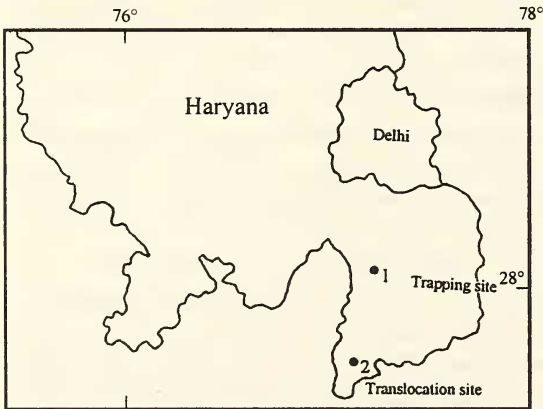 76°
78°
Haryana
Delhi
1
Trapping site
28°
2
Translocation site